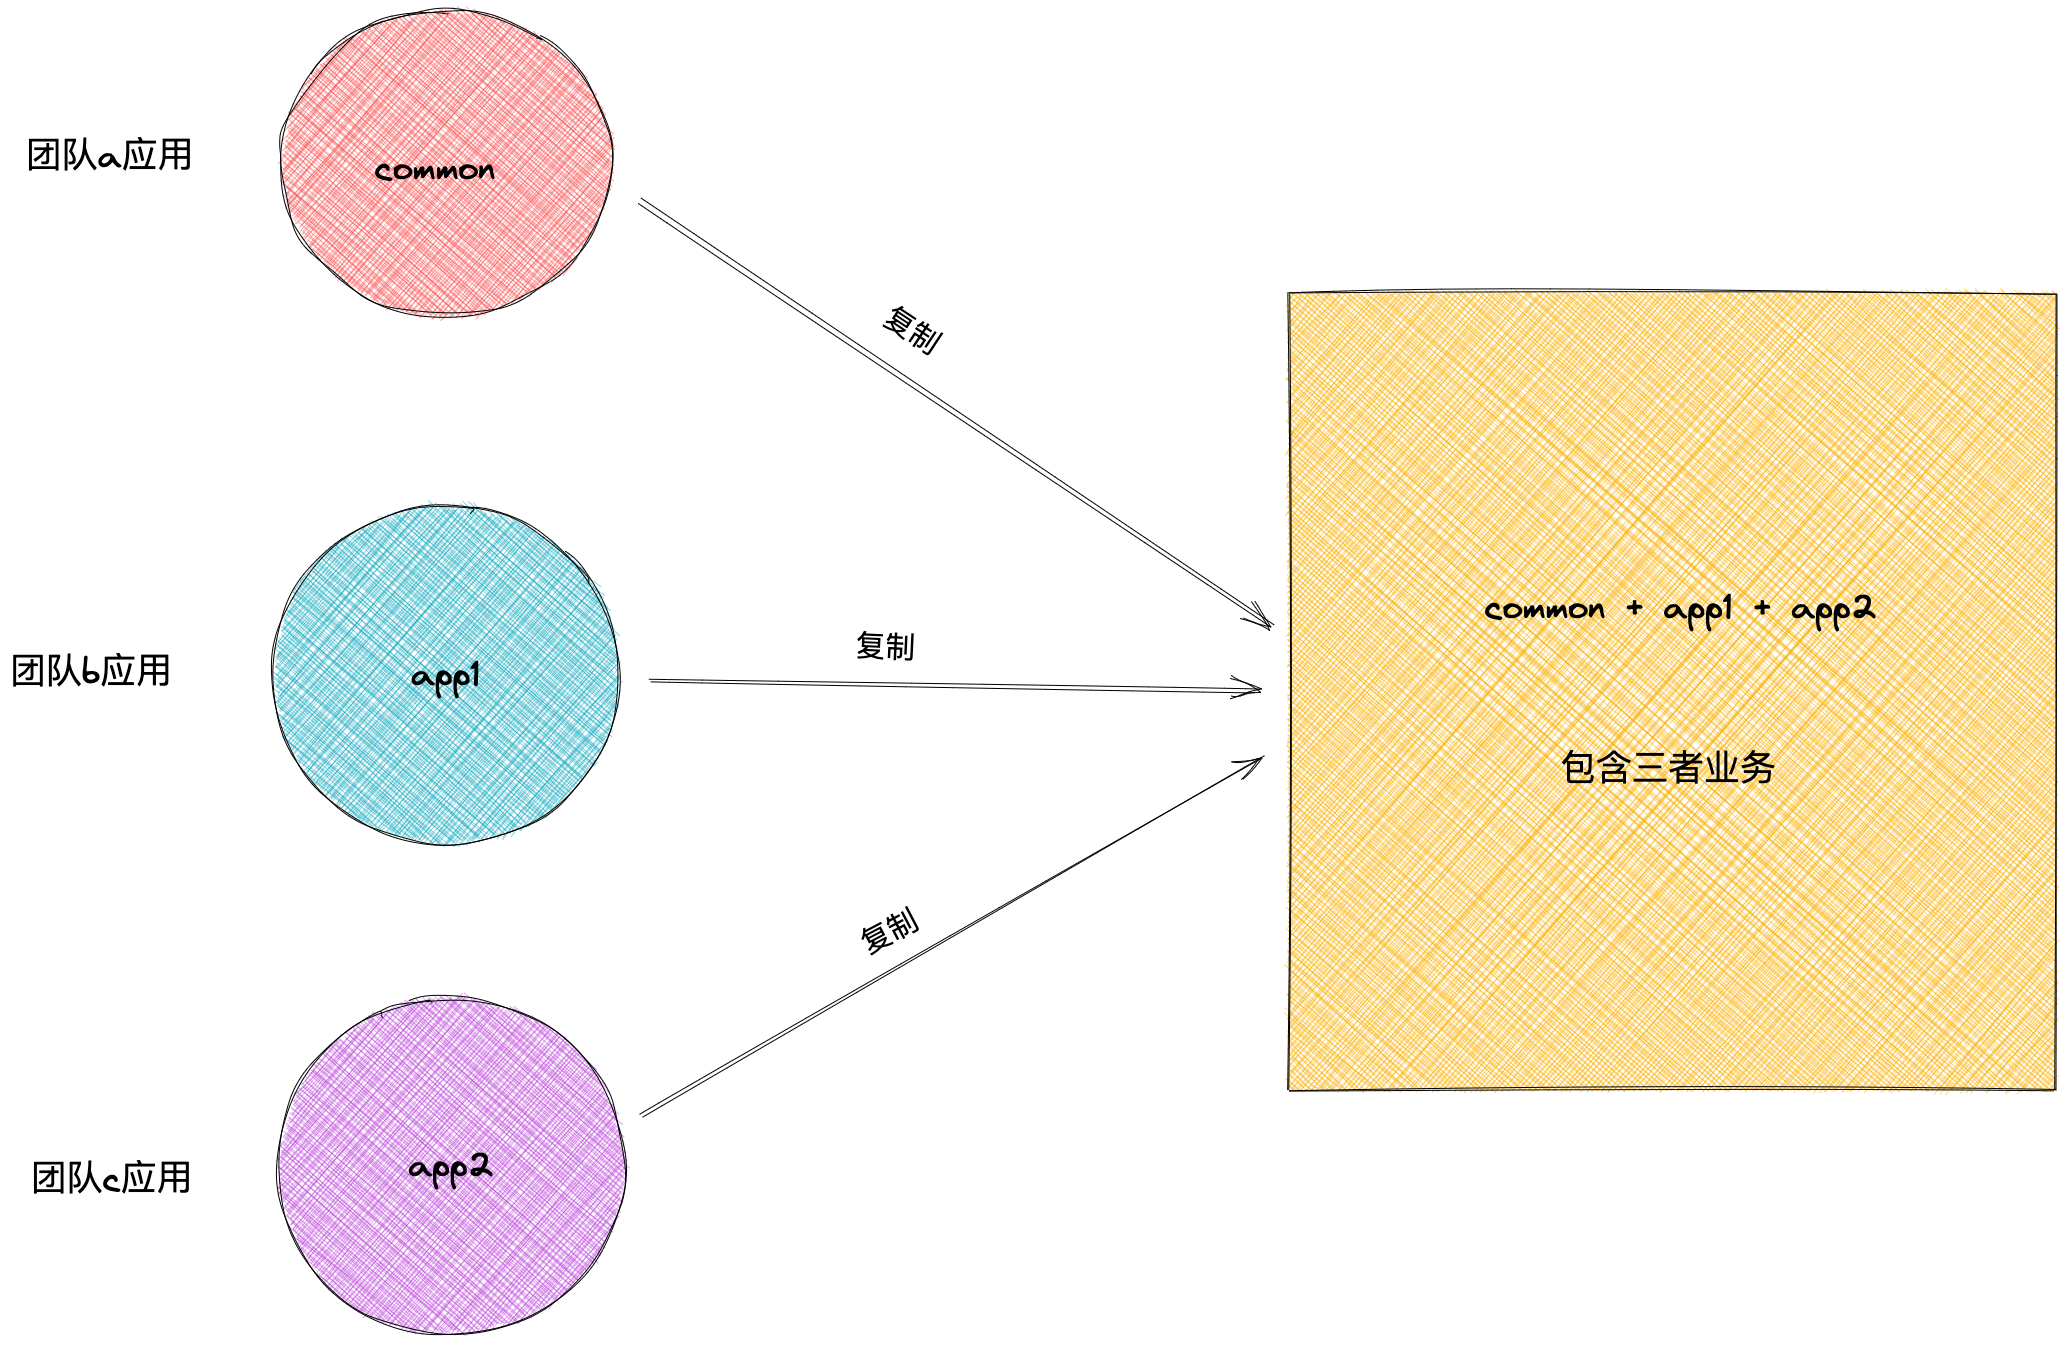 团队a应用
common
复制
团队b应用
app1
复制
common + app1 + app2
包含三者业务
复制
团队c应用
app2